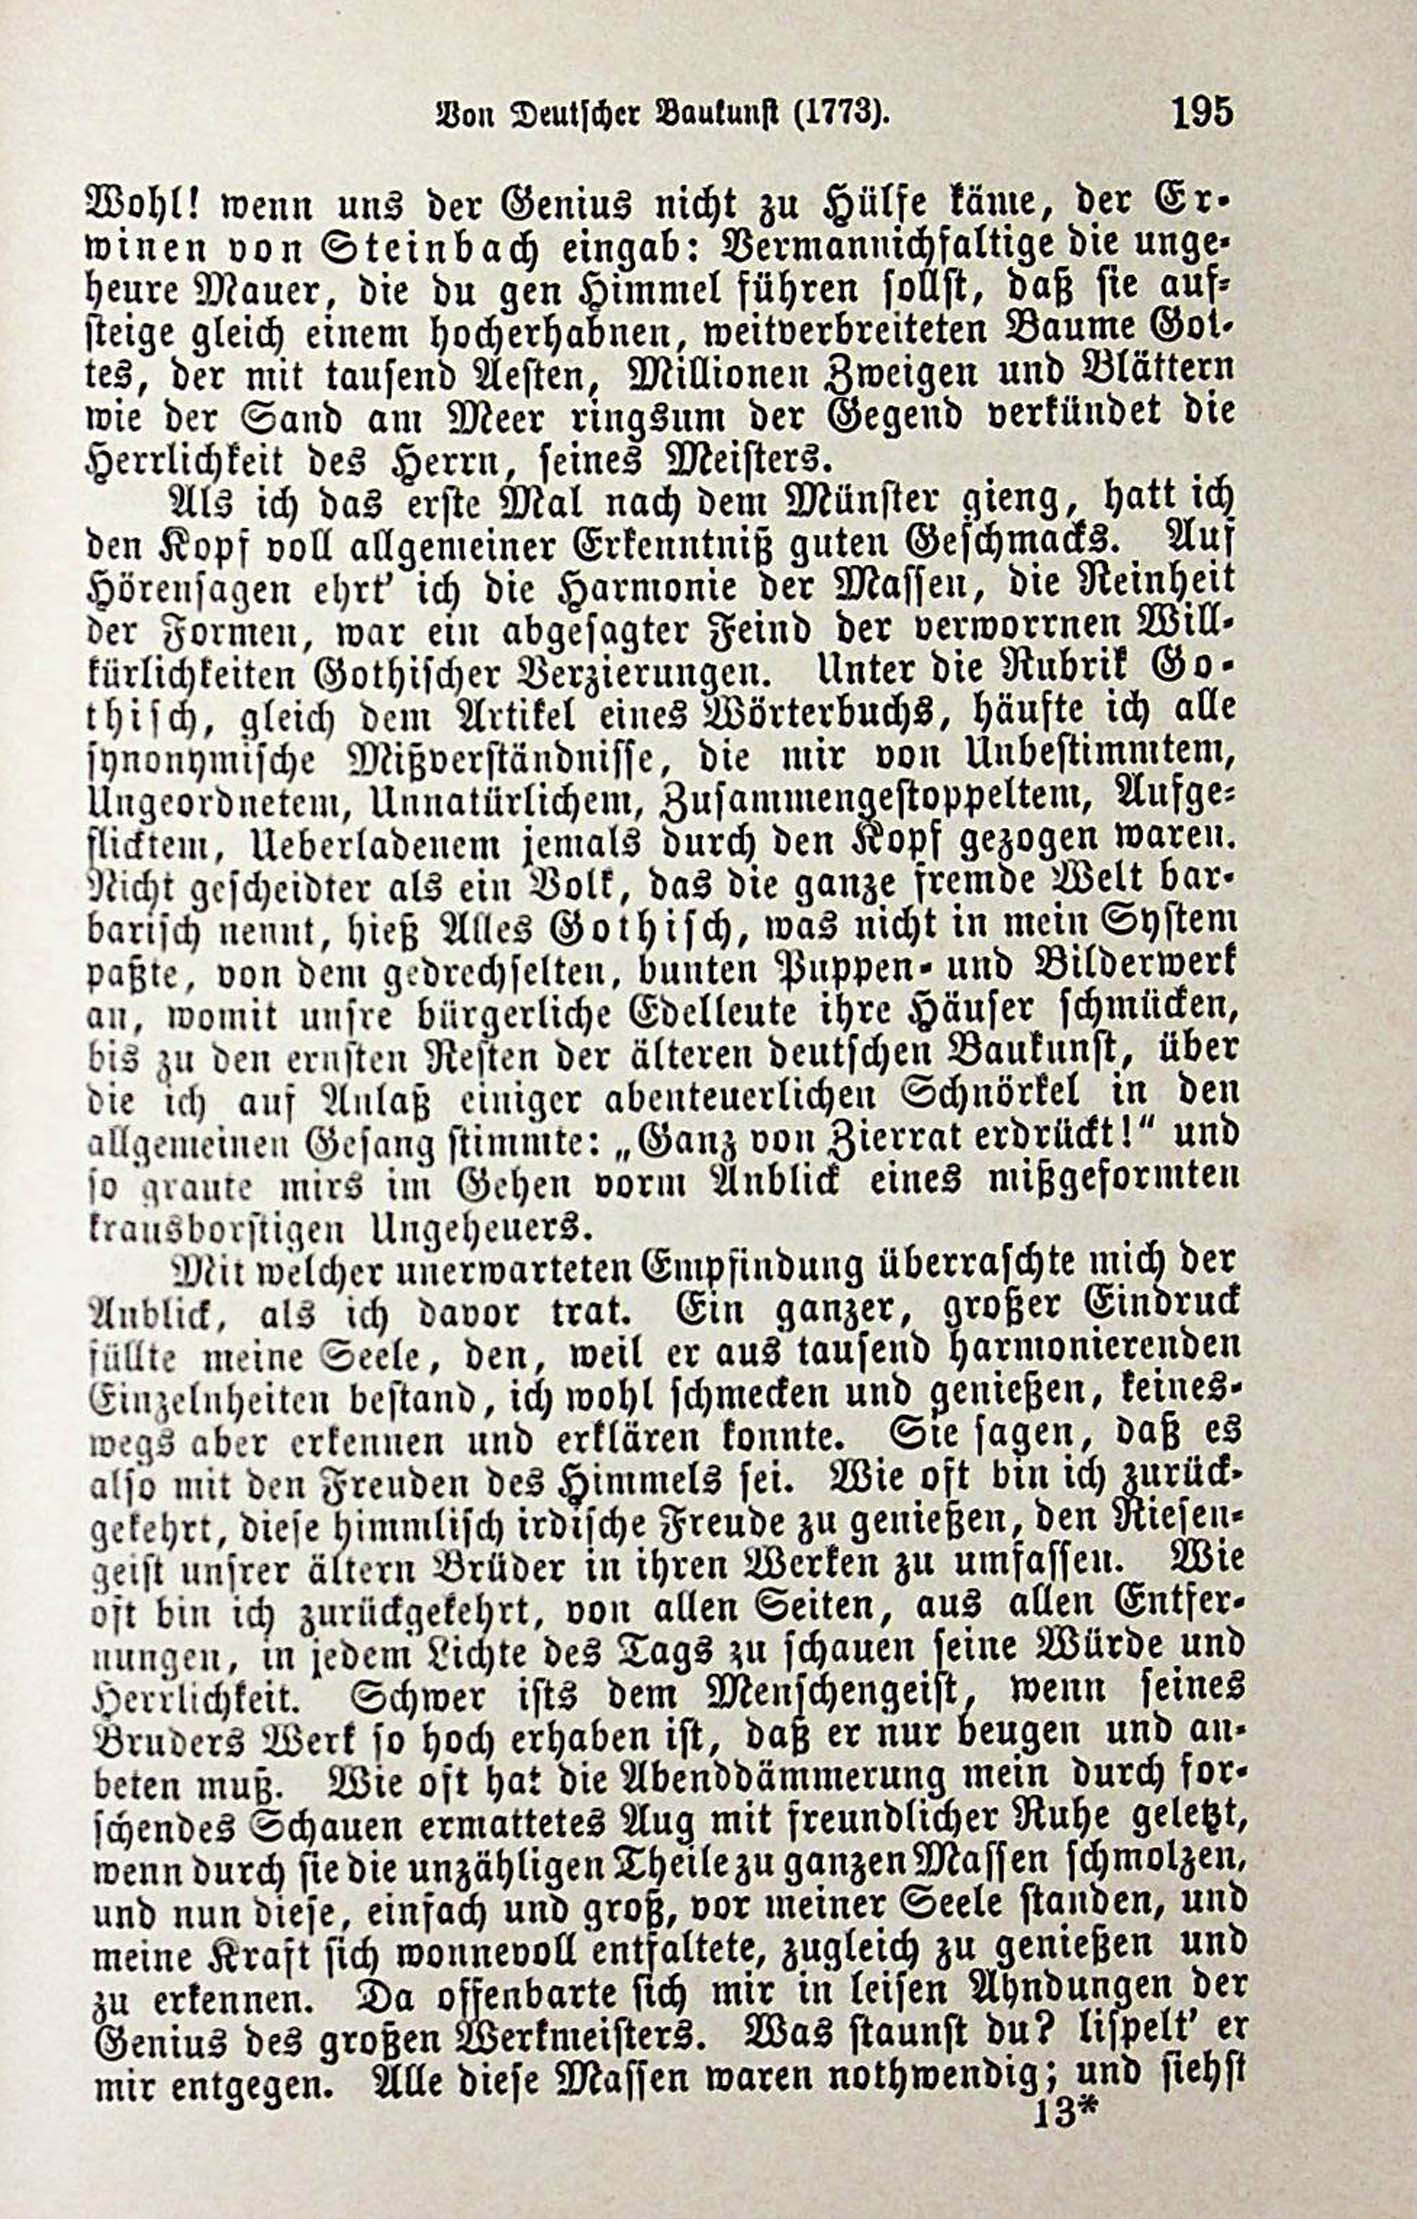 Von Deutscher Baukunst (1773). 195
Wohl! wenn uns der Genius nicht zu Hülfe käme, der Er-
winen von Steinbach eingab: Vermannichfaltige die unge-
heure Mauer, die du gen Himmel führen sollst, daß sie auf-
steige gleich einem hocherhabnen, weitverbreiteten Baume Got-
tes, der mit tausend Aesten, Millionen Zweigen und Blättern
wie der Sand am Meer ringsum der Gegend verkündet die
Herrlichkeit des Herrn, seines Meisters.
Als ich das erste Mal nach dem Münster gieng, hatt ich
den Kopf voll allgemeiner Erkenntniß guten Geschmacks. Auf
Hörensagen ehrt' ich die Harmonie der Massen, die Reinheit
der Formen, war ein abgesagter Feind der verworrnen Will-
kürlichkeiten Gothischer Verzierungen. Unter die Rubrik Go-
thisch, gleich dem Artikel eines Wörterbuchs, häufte ich alle
synonymische Mißverständnisse, die mir von Unbestimmtem,
Ungeordnetem, Unnatürlichem, Zusammengestoppeltem, Aufge-
flicktem, Ueberladenem jemals durch den Kopf gezogen waren.
Nicht gescheidter als ein Volk, das die ganze fremde Welt bar-
barisch nennt, hieß Alles Gothisch, was nicht in mein System
paßte, von dem gedrechselten, bunten Puppen- und Bilderwerk
an, womit unsre bürgerliche Edelleute ihre Häuser schmücken,
bis zu den ernsten Resten der älteren deutschen Baukunst, über
die ich auf Anlaß einiger abenteuerlichen Schnörkel in den
allgemeinen Gesang stimmte: „Ganz von Zierrat erdrückt!“ und
so graute mirs im Gehen vorm Anblick eines mißgeformten
krausborstigen Ungeheuers.
Mit welcher unerwarteten Empfindung überraschte mich der
Anblick, als ich davor trat. Ein ganzer, großer Eindruck
füllte meine Seele, den, weil er aus tausend harmonierenden
Einzelnheiten bestand, ich wohl schmecken und genießen, keines-
wegs aber erkennen und erklären konnte. Sie sagen, daß es
also mit den Freuden des Himmels sei. Wie oft bin ich zurück-
gekehrt, diese himmlisch irdische Freude zu genießen, den Riesen-
geist unsrer ältern Brüder in ihren Werken zu umfassen. Wie
oft bin ich zurückgekehrt, von allen Seiten, aus allen Entfer-
nungen, in jedem Lichte des Tags zu schauen seine Würde und
Herrlichkeit. Schwer ists dem Menschengeist, wenn seines
Bruders Werk so hoch erhaben ist, daß er nur beugen und an-
beten muß. Wie oft hat die Abenddämmerung mein durch for-
schendes Schauen ermattetes Aug mit freundlicher Ruhe geletzt,
wenn durch sie die unzähligen Theile zu ganzen Massen schmolzen,
und nun diese, einfach und groß, vor meiner Seele standen, und
meine Kraft sich wonnevoll entfaltete, zugleich zu genießen und
zu erkennen. Da offenbarte sich mir in leisen Ahndungen der
Genius des großen Werkmeisters. Was staunst du? lispelt' er
mir entgegen. Alle diese Massen waren nothwendig; und siehst
13*